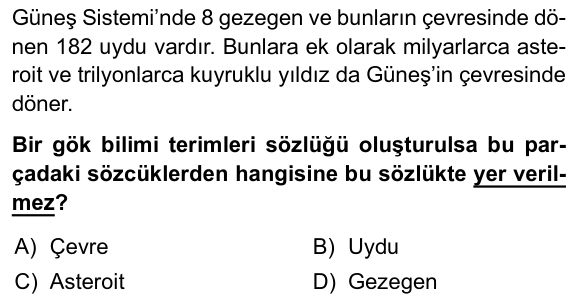 Güneş Sistemi'nde 8 gezegen ve bunların çevresinde dö-
nen 182 uydu vardır. Bunlara ek olarak milyarlarca aste-
roit ve trilyonlarca kuyruklu yıldız da Güneş'in çevresinde
döner.
Bir gök bilimi terimleri sözlüğü oluşturulsa bu par-
çadaki sözcüklerden hangisine bu sözlükte yer veril-
mez?
A) Çevre B) Uydu
C) Asteroit D) Gezegen